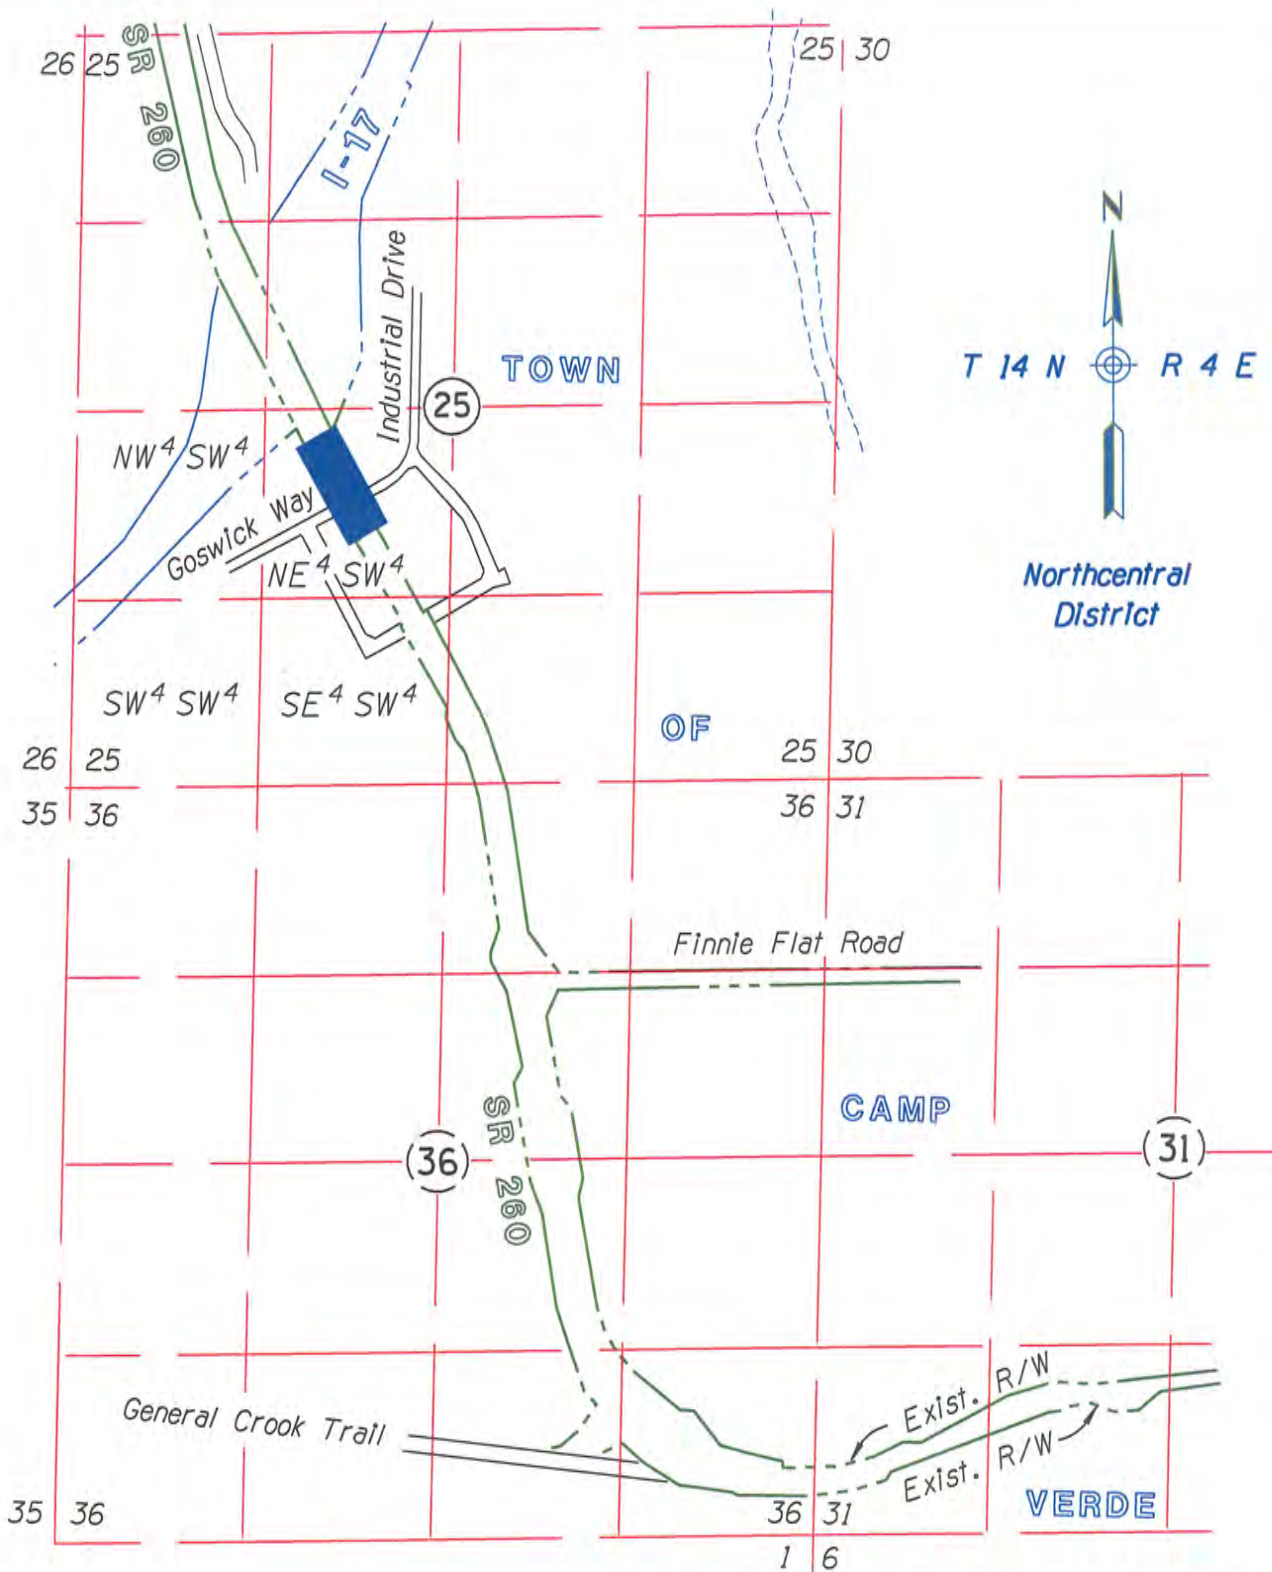 26 25
SR 260
I-17
25 30
N
Industrial Drive
TOWN
25
T 14 N R 4 E
NW4 SW4
Goswick Way
NE4 SW4
Northcentral
District
SW4 SW4
SE4 SW4
OF
26 25
25 30
35 36
36 31
Finnie Flat Road
CAMP
SR 260
36
31
General Crook Trail
Exist. R/W
Exist. R/W
VERDE
35 36
36 31
1 6